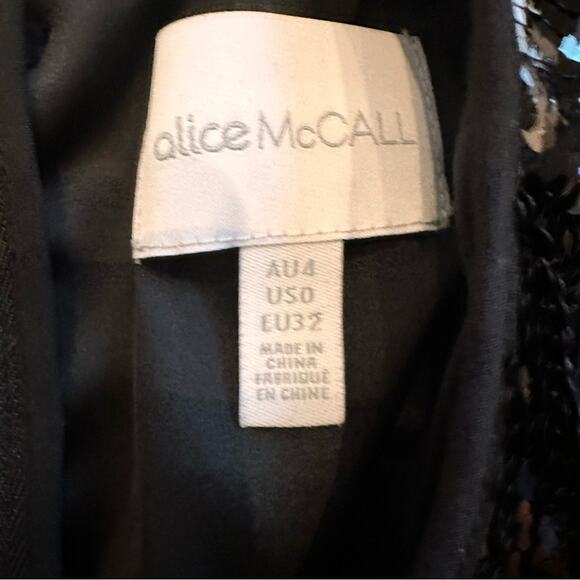 alice McCALL
AU4
US0
EU32
MADE IN
CHINA
FABRIQUÉ
EN CHINE